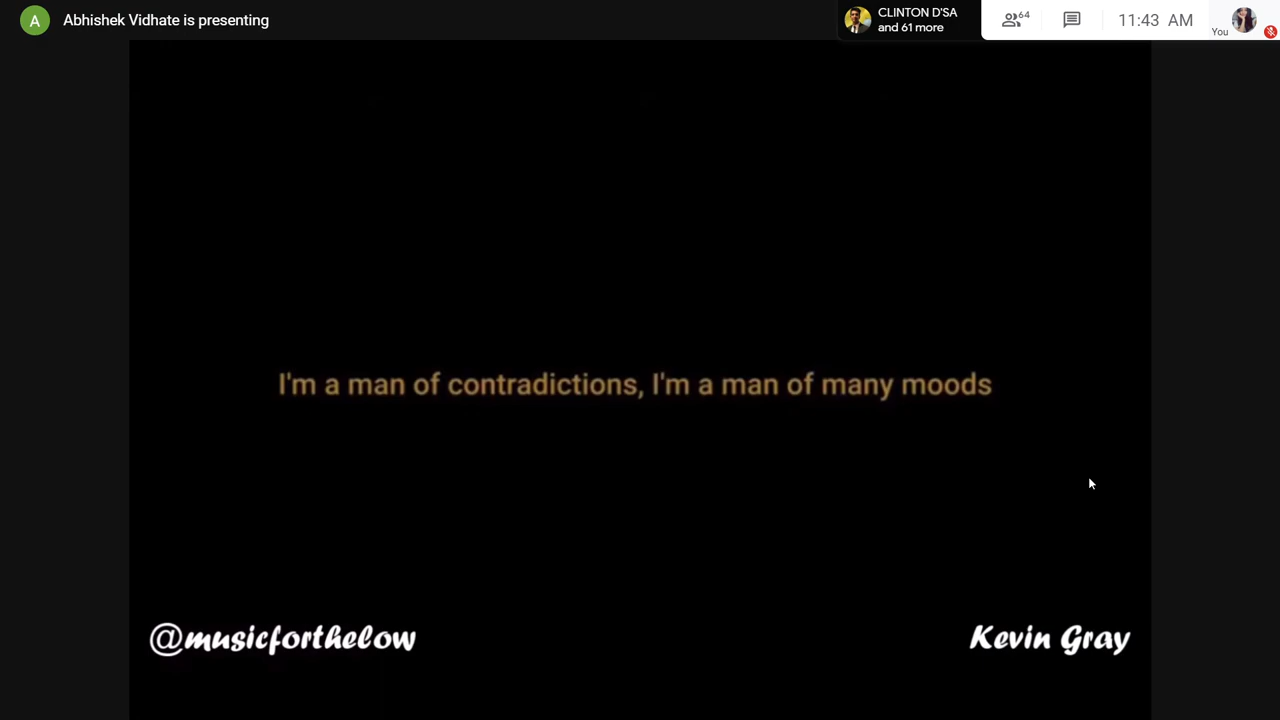 A
Abhishek Vidhate is presenting
CLINTON D'SA
and 61 more
64
11:43 AM
You
I'm a man of contradictions, I'm a man of many moods
@musicforthelow
Kevin Gray